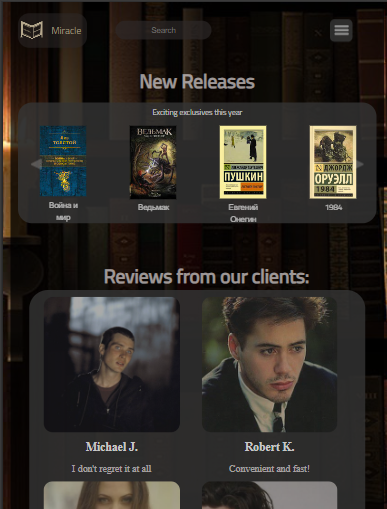 Miracle
Search
New Releases
Exciting exclusives this year
Лев
ТОЛСТОЙ
ВЕДЬМАК
ПУШКИН
ДЖОРДЖ
ОРУЭЛЛ
1984
Война и
мир
Ведьмак
Евгений
Онегин
1984
Reviews from our clients:
Michael J.
Robert K.
I don't regret it at all
Convenient and fast!